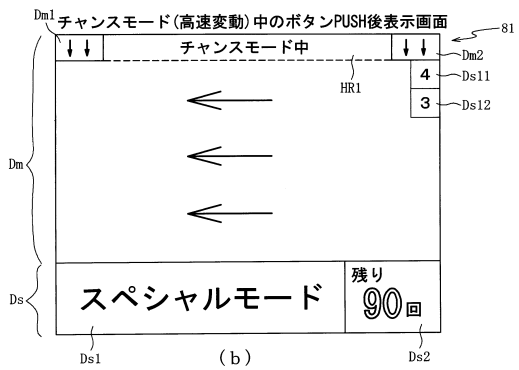 チャンスモード(高速変動)中のボタンPUSH後表示画面
Dm1
81
チャンスモード中
Dm2
HR1
4
Ds11
3
Ds12
Dm
Ds
スペシャルモード
残り
90回
Ds1
(b)
Ds2